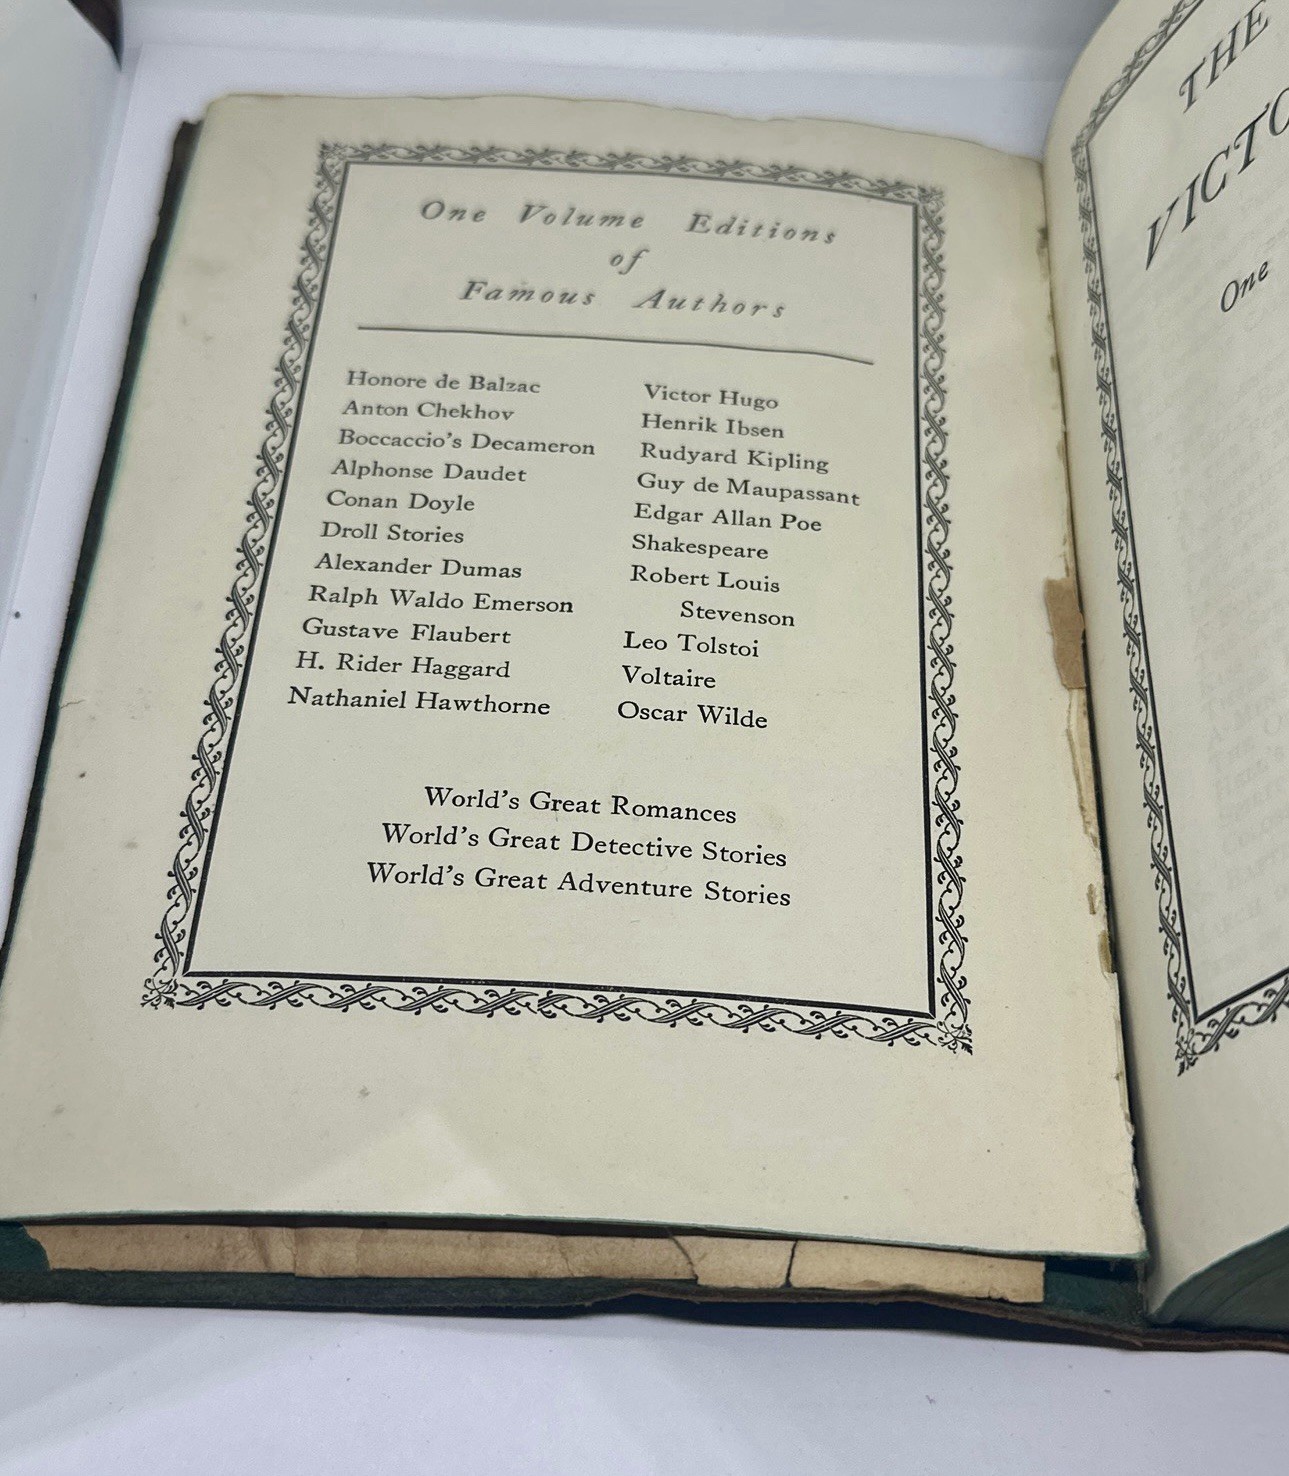 One Volume Editions
of
Famous Authors
Honore de Balzac
Anton Chekhov
Boccaccio's Decameron
Alphonse Daudet
Conan Doyle
Droll Stories
Alexander Dumas
Ralph Waldo Emerson
Gustave Flaubert
H. Rider Haggard
Nathaniel Hawthorne
Victor Hugo
Henrik Ibsen
Rudyard Kipling
Guy de Maupassant
Edgar Allan Poe
Shakespeare
Robert Louis
Stevenson
Leo Tolstoi
Voltaire
Oscar Wilde
World's Great Romances
World's Great Detective Stories
World's Great Adventure Stories
THE
VICTO
One